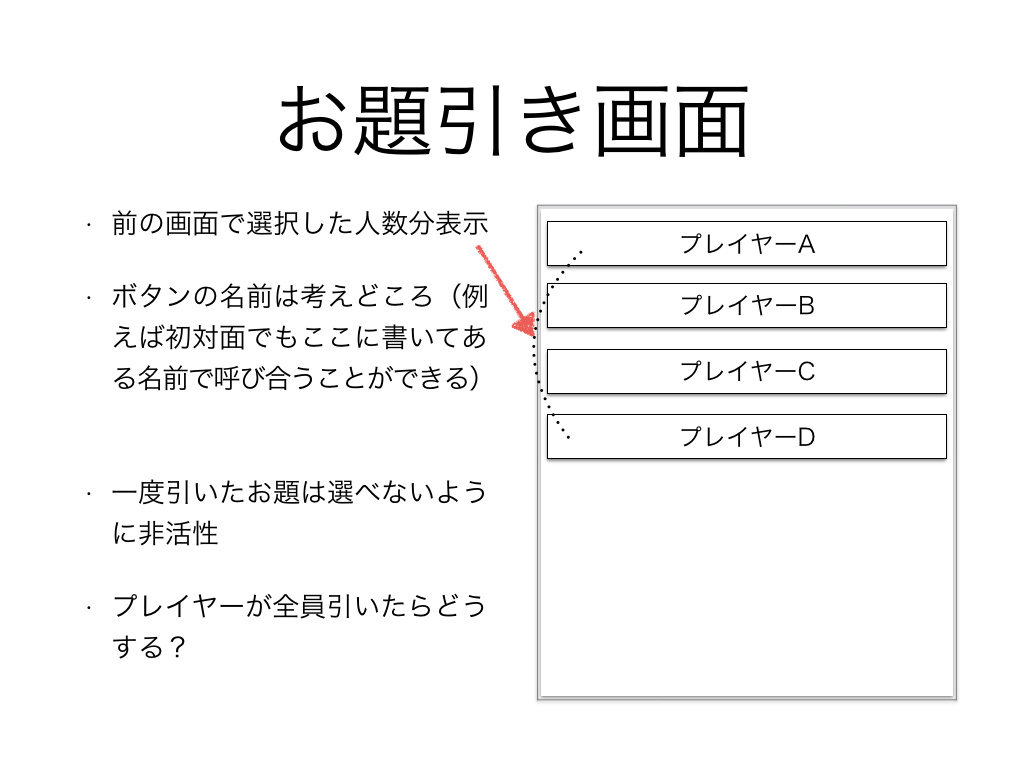 お題引き画面
・ 前の画面で選択した人数分表示
・ ボタンの名前は考えどころ（例
えば初対面でもここに書いてあ
る名前で呼び合うことができる）
・ 一度引いたお題は選べないよう
に非活性
・ プレイヤーが全員引いたらどう
する？
プレイヤーA
プレイヤーB
プレイヤーC
プレイヤーD